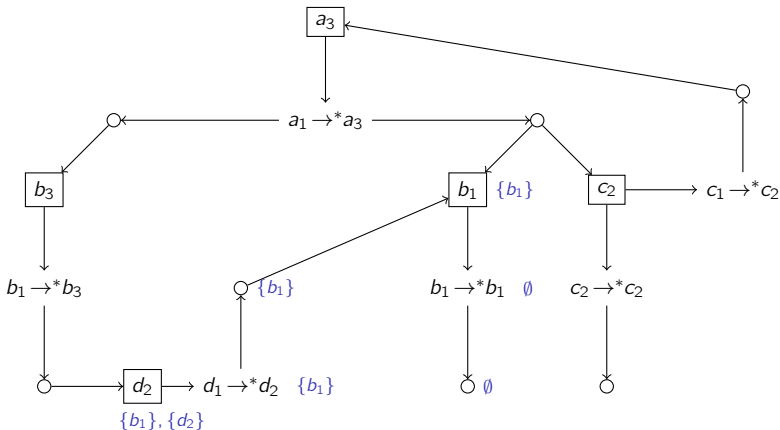 a₃
a₁ →* a₃
b₃
b₁ {b₁}
c₂
c₁ →* c₂
b₁ →* b₃
{b₁}
b₁ →* b₁ ∅
c₂ →* c₂
d₂
d₁ →* d₂ {b₁}
∅
{b₁}, {d₂}